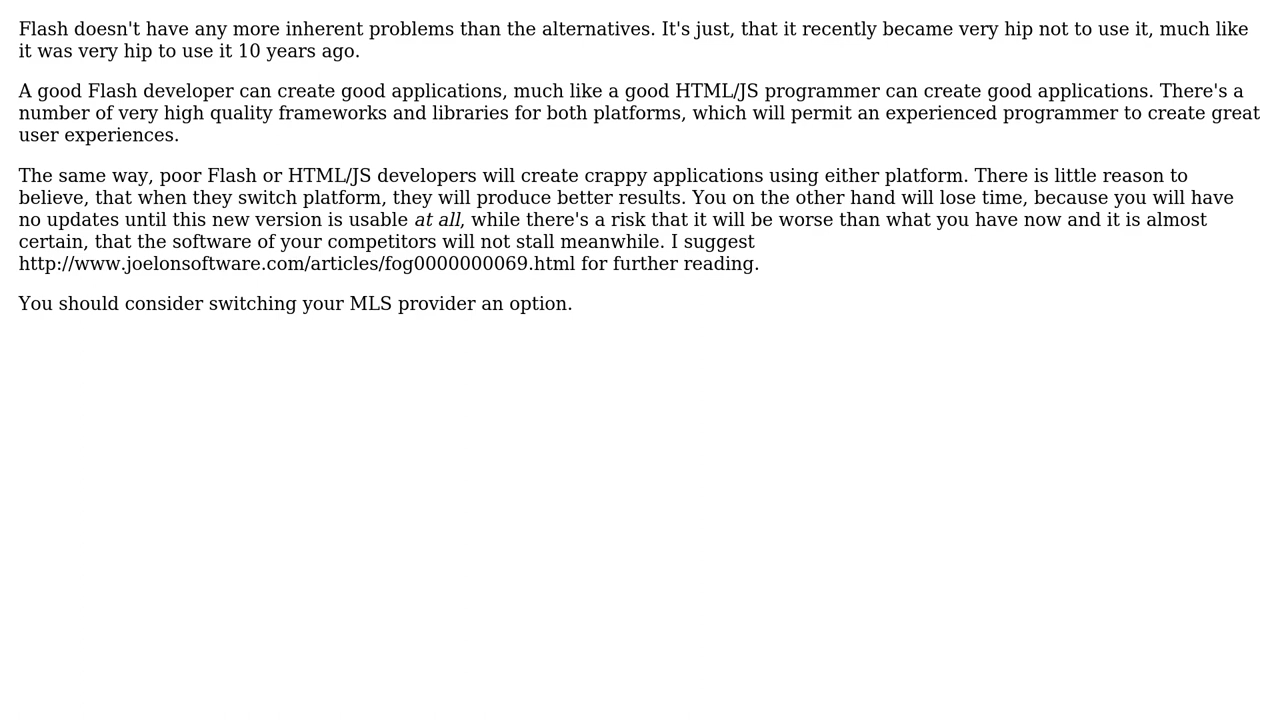 Flash doesn't have any more inherent problems than the alternatives. It's just, that it recently became very hip not to use it, much like
it was very hip to use it 10 years ago.
A good Flash developer can create good applications, much like a good HTML/JS programmer can create good applications. There's a
number of very high quality frameworks and libraries for both platforms, which will permit an experienced programmer to create great
user experiences.
The same way, poor Flash or HTML/JS developers will create crappy applications using either platform. There is little reason to
believe, that when they switch platform, they will produce better results. You on the other hand will lose time, because you will have
no updates until this new version is usable at all, while there's a risk that it will be worse than what you have now and it is almost
certain, that the software of your competitors will not stall meanwhile. I suggest
http://www.joelonsoftware.com/articles/fog0000000069.html for further reading.
You should consider switching your MLS provider an option.